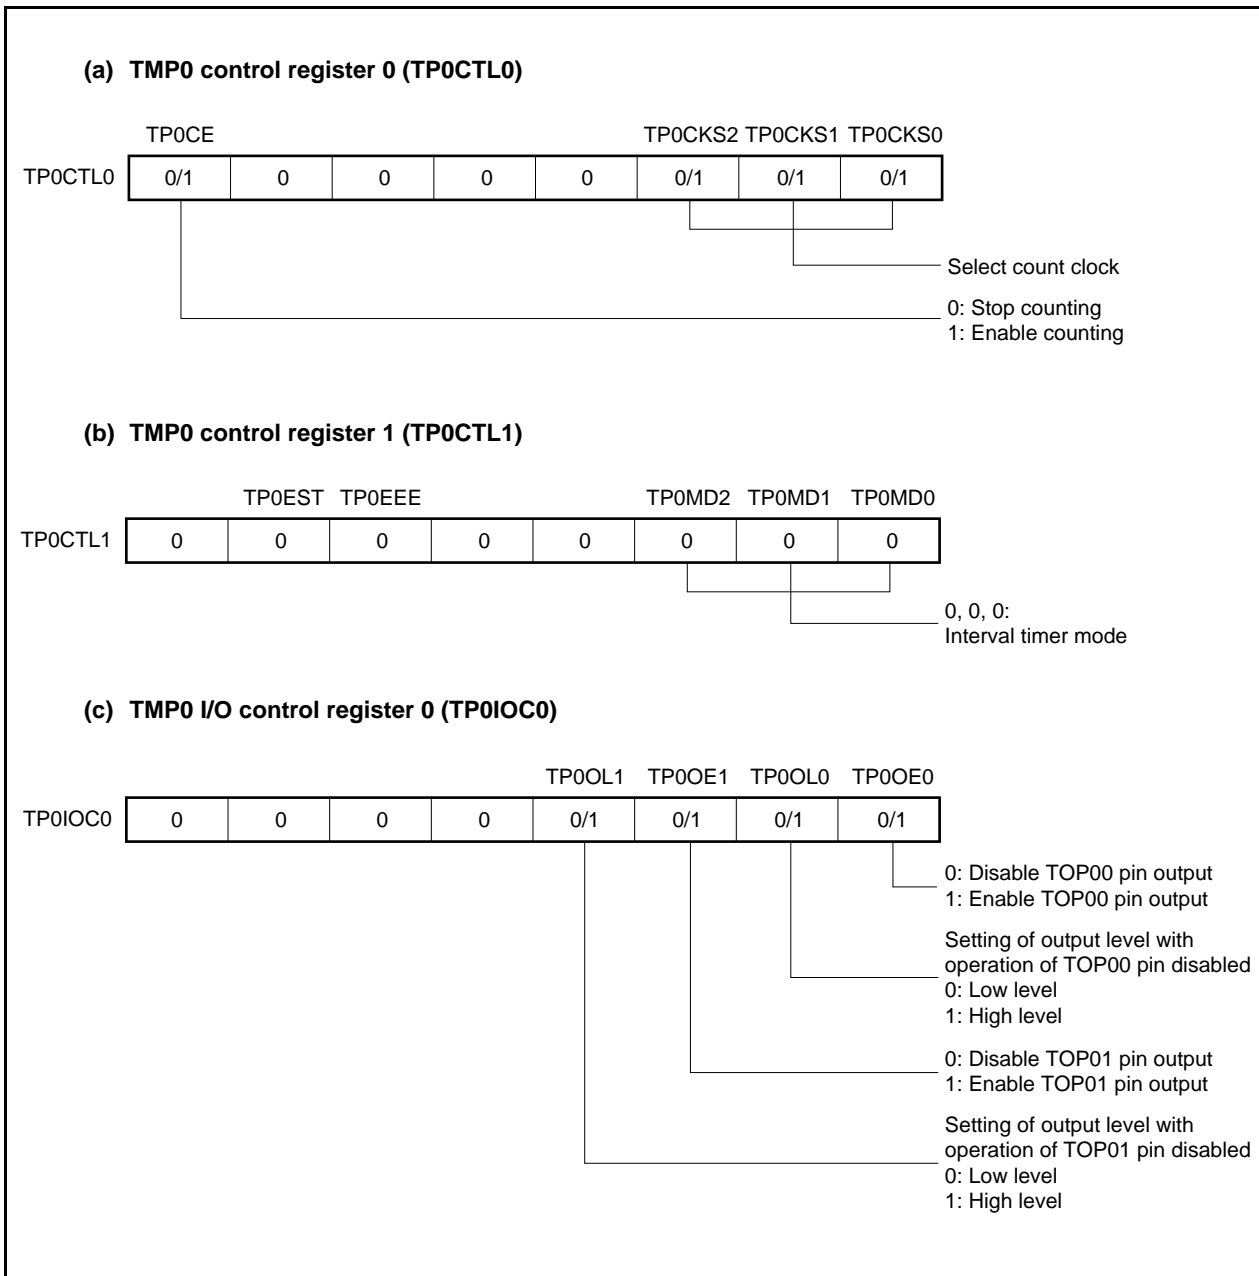 (a) TMP0 control register 0 (TP0CTL0)
TP0CE TP0CKS2 TP0CKS1 TP0CKS0
TP0CTL0 0/1 0 0 0 0 0/1 0/1 0/1
Select count clock
0: Stop counting
1: Enable counting
(b) TMP0 control register 1 (TP0CTL1)
TP0EST TP0EEE TP0MD2 TP0MD1 TP0MD0
TP0CTL1 0 0 0 0 0 0 0 0
0, 0, 0:
Interval timer mode
(c) TMP0 I/O control register 0 (TP0IOC0)
TP0OL1 TP0OE1 TP0OL0 TP0OE0
TP0IOC0 0 0 0 0 0/1 0/1 0/1 0/1
0: Disable TOP00 pin output
1: Enable TOP00 pin output
Setting of output level with
operation of TOP00 pin disabled
0: Low level
1: High level
0: Disable TOP01 pin output
1: Enable TOP01 pin output
Setting of output level with
operation of TOP01 pin disabled
0: Low level
1: High level